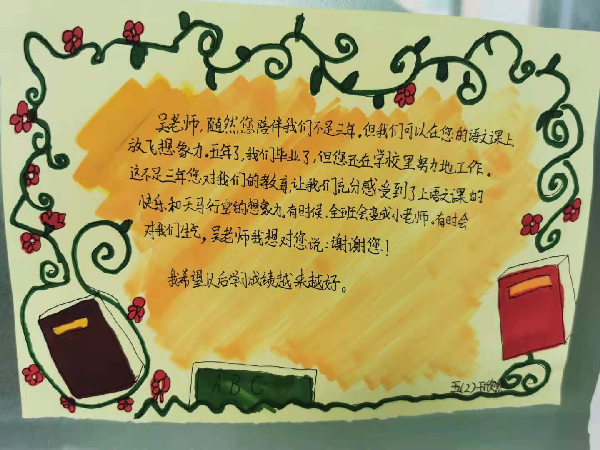 吴老师，随然您陪伴我们不足三年，但我们可以在您的语文课上
放飞想象力。五年了，我们毕业了，但您还在学校里努力地工作。
这不足三年您对我们的教育，让我们充分感受到了上语文课的
快乐和天马行空的想象力。有时候，全班会变成小老师。有时会
对我们生气，吴老师我想对您说：谢谢您！
我希望以后学习成绩越来越好。
ABC
五(2)